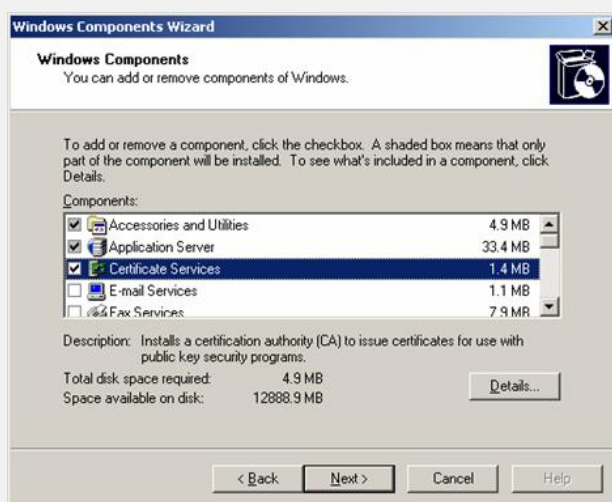 Windows Components Wizard
Windows Components
You can add or remove components of Windows.
To add or remove a component, click the checkbox. A shaded box means that only
part of the component will be installed. To see what's included in a component, click
Details.
Components:
Accessories and Utilities 4.9 MB
Application Server 33.4 MB
Certificate Services 1.4 MB
E-mail Services 1.1 MB
Fax Services 7.9 MB
Description: Installs a certification authority (CA) to issue certificates for use with
public key security programs.
Total disk space required: 4.9 MB
Space available on disk: 12888.9 MB
Details...
< Back Next > Cancel Help